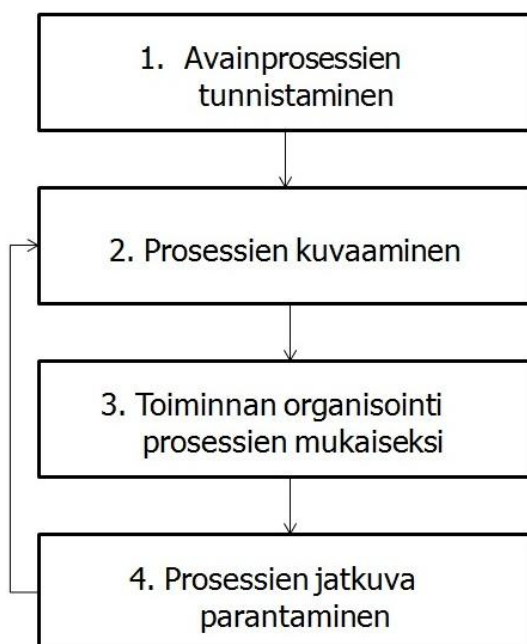 1. Avainprosessien
tunnistaminen
2. Prosessien kuvaaminen
3. Toiminnan organisointi
prosessien mukaiseksi
4. Prosessien jatkuva
parantaminen